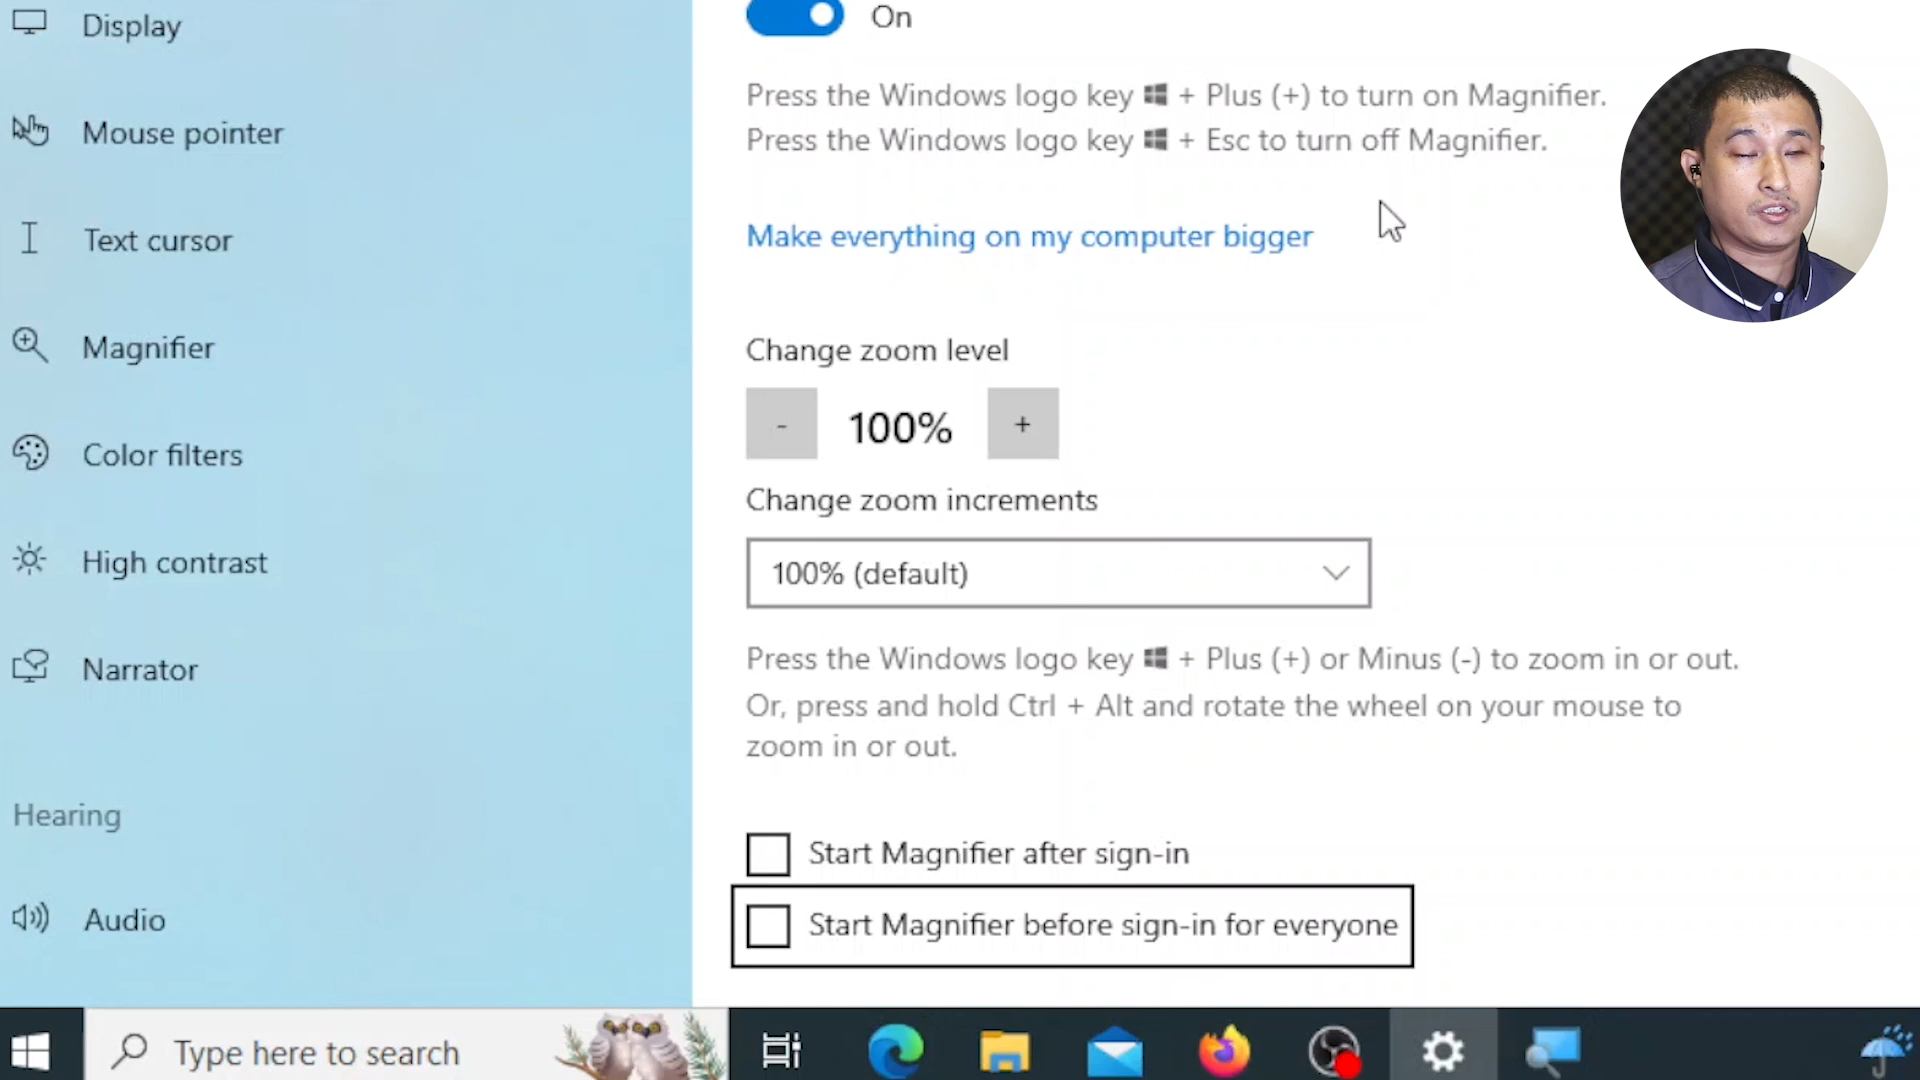 Display
Mouse pointer
Text cursor
Magnifier
Color filters
High contrast
Narrator
Hearing
Audio
On
Press the Windows logo key + Plus (+) to turn on Magnifier.
Press the Windows logo key + Esc to turn off Magnifier.
Make everything on my computer bigger
Change zoom level
- 100% +
Change zoom increments
100% (default)
Press the Windows logo key + Plus (+) or Minus (-) to zoom in or out.
Or, press and hold Ctrl + Alt and rotate the wheel on your mouse to
zoom in or out.
Start Magnifier after sign-in
Start Magnifier before sign-in for everyone
Type here to search